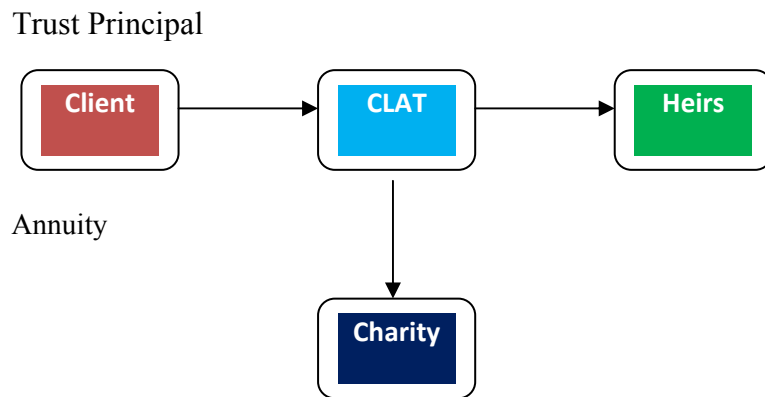 Trust Principal
Client
CLAT
Heirs
Annuity
Charity